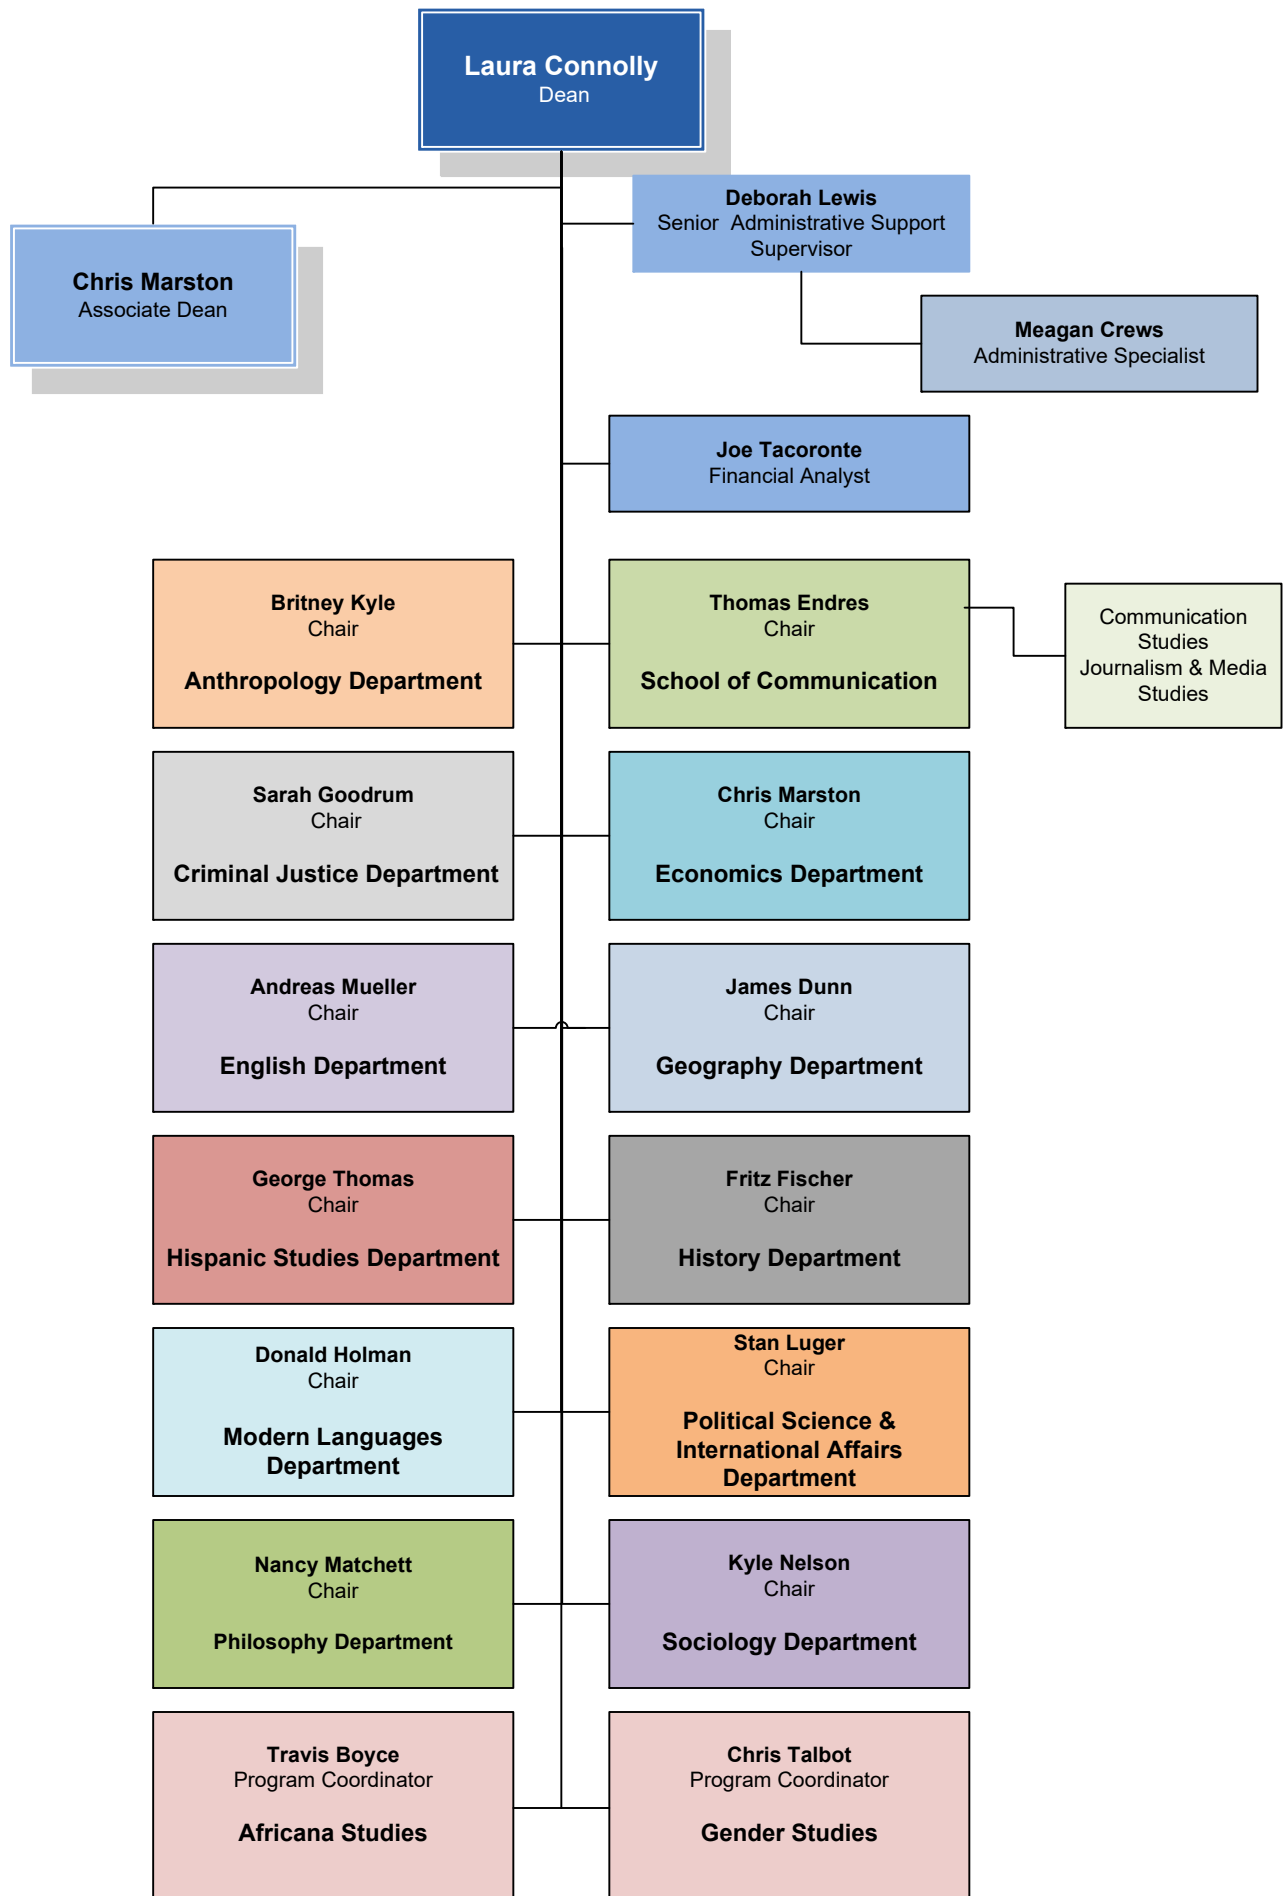 Laura Connolly
Dean
Deborah Lewis
Senior Administrative Support
Supervisor
Chris Marston
Associate Dean
Meagan Crews
Administrative Specialist
Joe Tacoronte
Financial Analyst
Britney Kyle
Chair
Anthropology Department
Thomas Endres
Chair
School of Communication
Communication
Studies
Journalism & Media
Studies
Sarah Goodrum
Chair
Criminal Justice Department
Chris Marston
Chair
Economics Department
Andreas Mueller
Chair
English Department
James Dunn
Chair
Geography Department
George Thomas
Chair
Hispanic Studies Department
Fritz Fischer
Chair
History Department
Donald Holman
Chair
Modern Languages
Department
Stan Luger
Chair
Political Science &
International Affairs
Department
Nancy Matchett
Chair
Philosophy Department
Kyle Nelson
Chair
Sociology Department
Travis Boyce
Program Coordinator
Africana Studies
Chris Talbot
Program Coordinator
Gender Studies